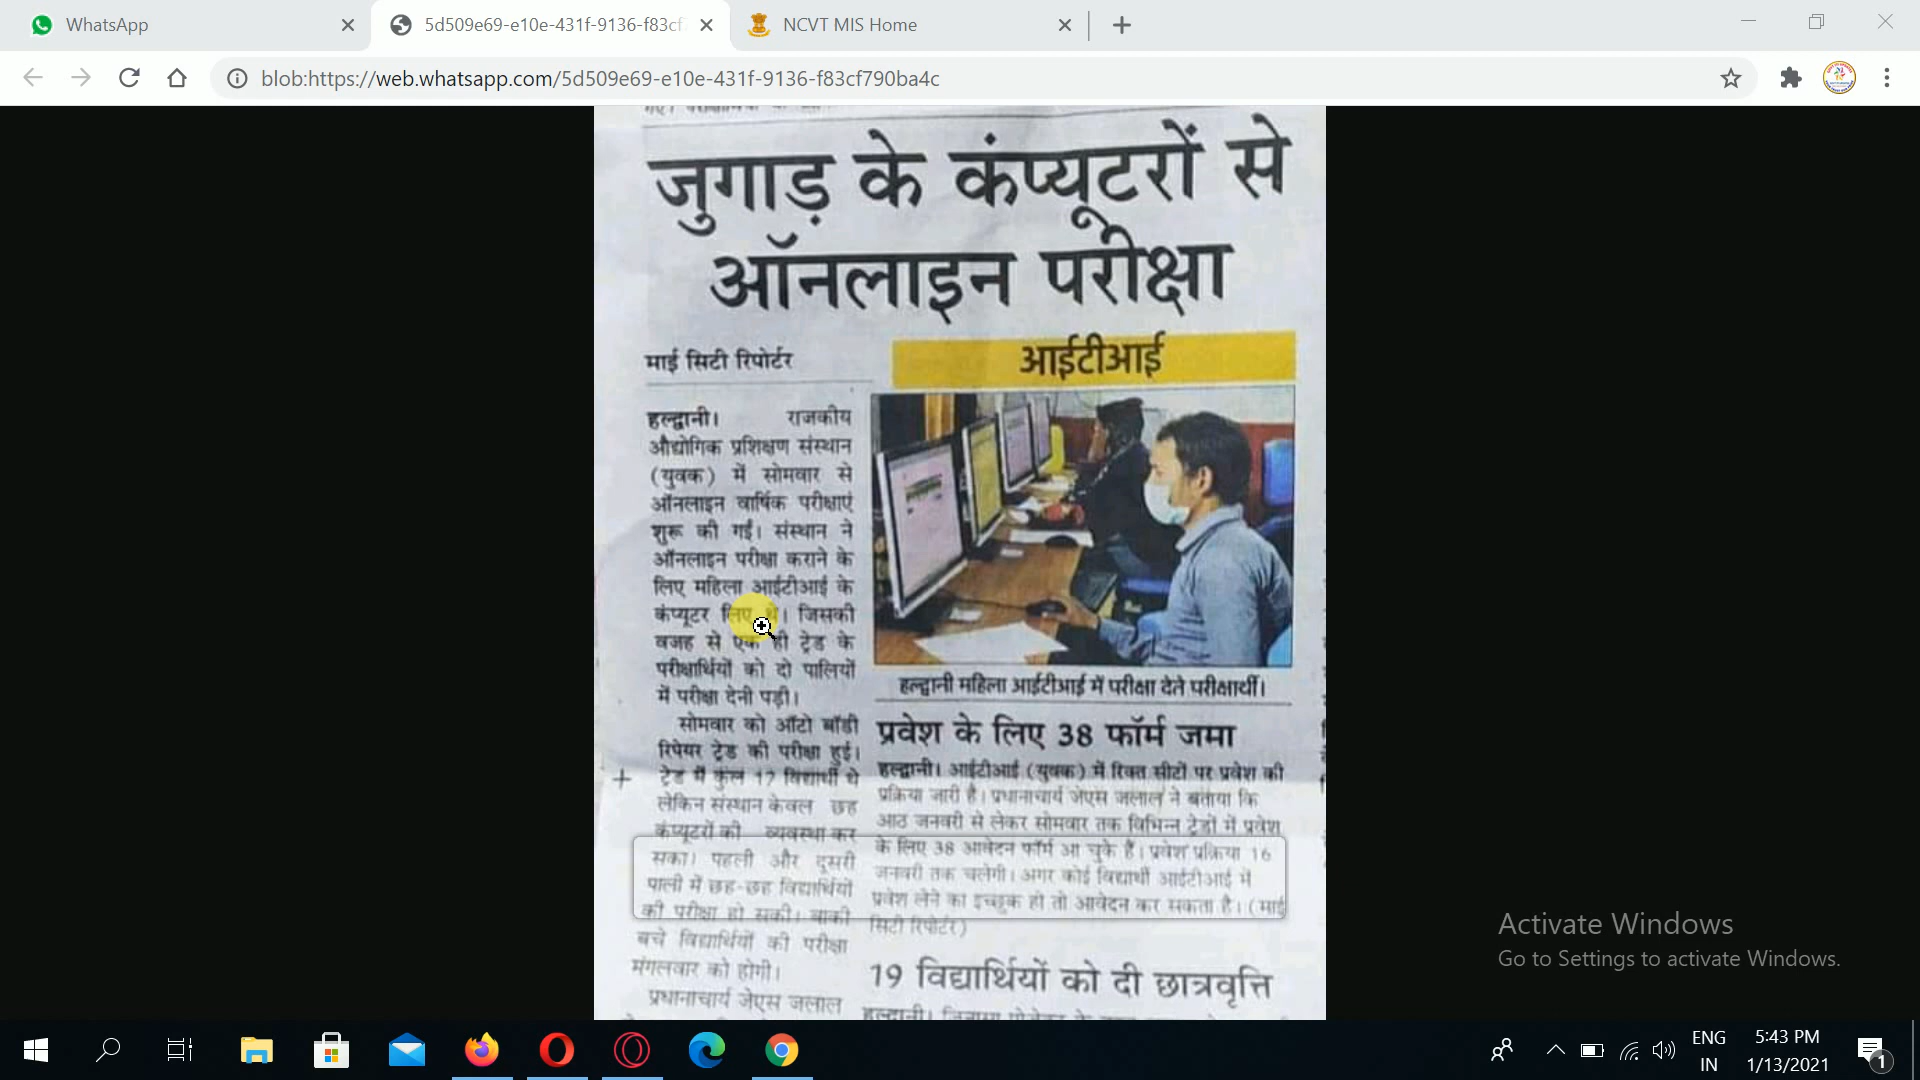 WhatsApp
5d509e69-e10e-431f-9136-f83cf
NCVT MIS Home
blob:https://web.whatsapp.com/5d509e69-e10e-431f-9136-f83cf790ba4c
जुगाड़ के कंप्यूटरों से
ऑनलाइन परीक्षा
माई सिटी रिपोर्टर
हल्द्वानी। राजकीय
औद्योगिक प्रशिक्षण संस्थान
(युवक) में सोमवार से
ऑनलाइन वार्षिक परीक्षाएं
शुरू की गईं। संस्थान ने
ऑनलाइन परीक्षा कराने के
लिए महिला आईटीआई के
कंप्यूटर लिए थे। जिसकी
वजह से एक ही ट्रेड के
परीक्षार्थियों को दो पालियों
में परीक्षा देनी पड़ी।
सोमवार को ऑटो बॉडी
रिपेयर ट्रेड की परीक्षा हुई।
ट्रेड में कुल 17 विद्यार्थी थे
लेकिन संस्थान केवल छह
कंप्यूटरों की व्यवस्था कर
सका। पहली और दूसरी
पाली में छह-छह विद्यार्थियों
की परीक्षा हो सकी। बाकी
बचे विद्यार्थियों की परीक्षा
मंगलवार को होगी।
प्रधानाचार्य जेएस जलाल
आईटीआई
हल्द्वानी महिला आईटीआई में परीक्षा देते परीक्षार्थी।
प्रवेश के लिए 38 फॉर्म जमा
हल्द्वानी। आईटीआई (युवक) में रिक्त सीटों पर प्रवेश की
प्रक्रिया जारी है। प्रधानाचार्य जेएस जलाल ने बताया कि
आठ जनवरी से लेकर सोमवार तक विभिन्न ट्रेडों में प्रवेश
के लिए 38 आवेदन फॉर्म आ चुके हैं। प्रवेश प्रक्रिया 16
जनवरी तक चलेगी। अगर कोई विद्यार्थी आईटीआई में
प्रवेश लेने का इच्छुक हो तो आवेदन कर सकता है। (माई
सिटी रिपोर्टर)
19 विद्यार्थियों को दी छात्रवृत्ति
हल्द्वानी।
Activate Windows
Go to Settings to activate Windows.
ENG
IN
5:43 PM
1/13/2021
1